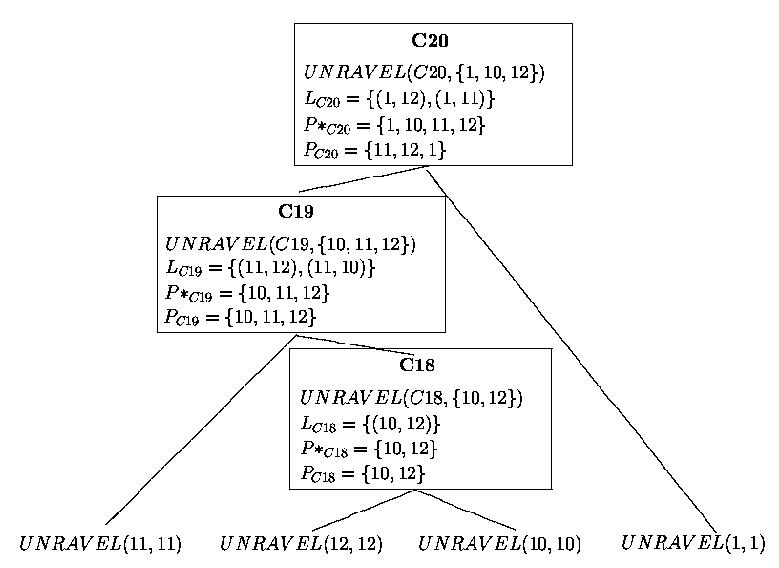 C20
UNRAVEL(C20, {1, 10, 12})
L_{C20} = {(1, 12), (1, 11)}
P*_{C20} = {1, 10, 11, 12}
P_{C20} = {11, 12, 1}
C19
UNRAVEL(C19, {10, 11, 12})
L_{C19} = {(11, 12), (11, 10)}
P*_{C19} = {10, 11, 12}
P_{C19} = {10, 11, 12}
C18
UNRAVEL(C18, {10, 12})
L_{C18} = {(10, 12)}
P*_{C18} = {10, 12}
P_{C18} = {10, 12}
UNRAVEL(11, 11) UNRAVEL(12, 12) UNRAVEL(10, 10) UNRAVEL(1, 1)